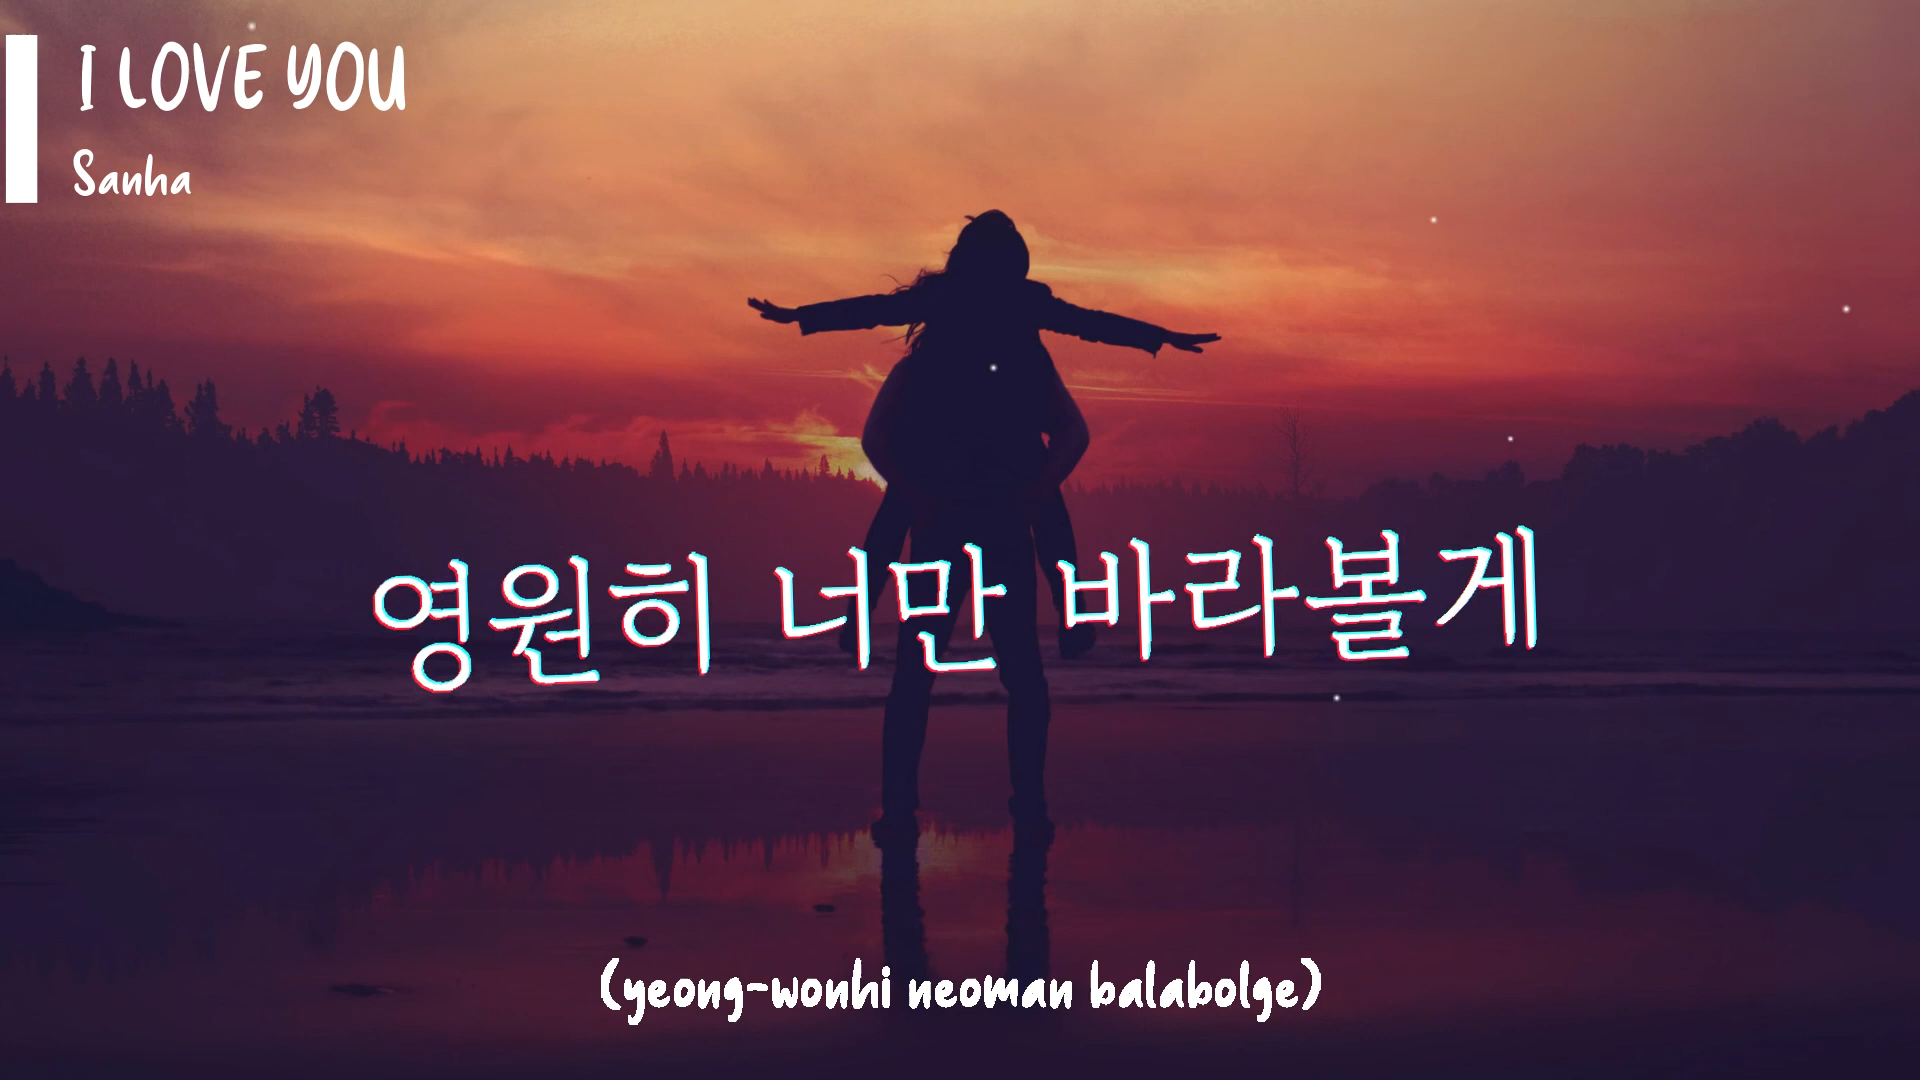 I LOVE YOU
Sanha
영원히 너만 바라볼게
(yeong-wonhi neoman balabolge)